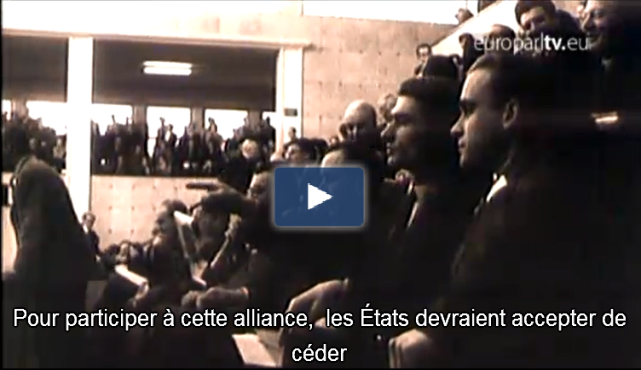 europarltv.eu
Pour participer à cette alliance, les États devraient accepter de
céder